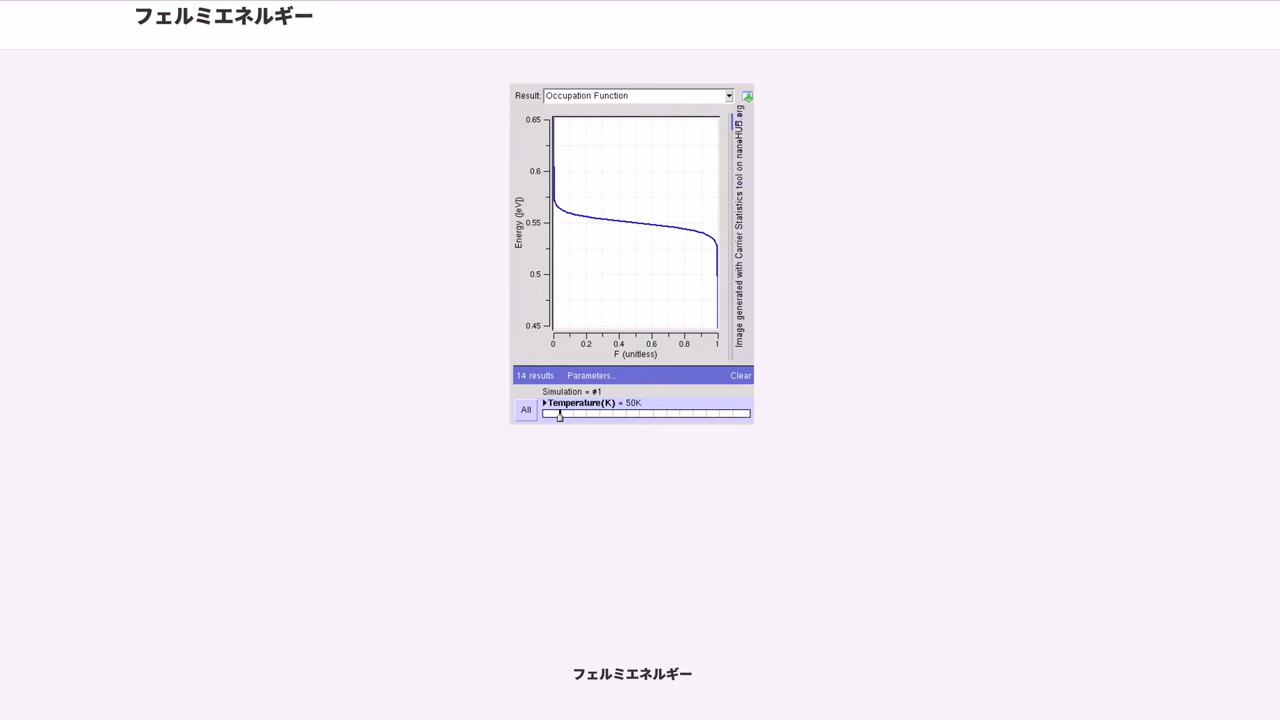 フェルミエネルギー
Result: Occupation Function
0.65
0.6
0.55
0.5
0.45
Energy ([eV])
0 0.2 0.4 0.6 0.8 1
F (unitless)
Image generated with Carrier Statistics tool on nanoHUB.org
14 results Parameters... Clear
Simulation = #1
All
Temperature(K) = 50K
フェルミエネルギー